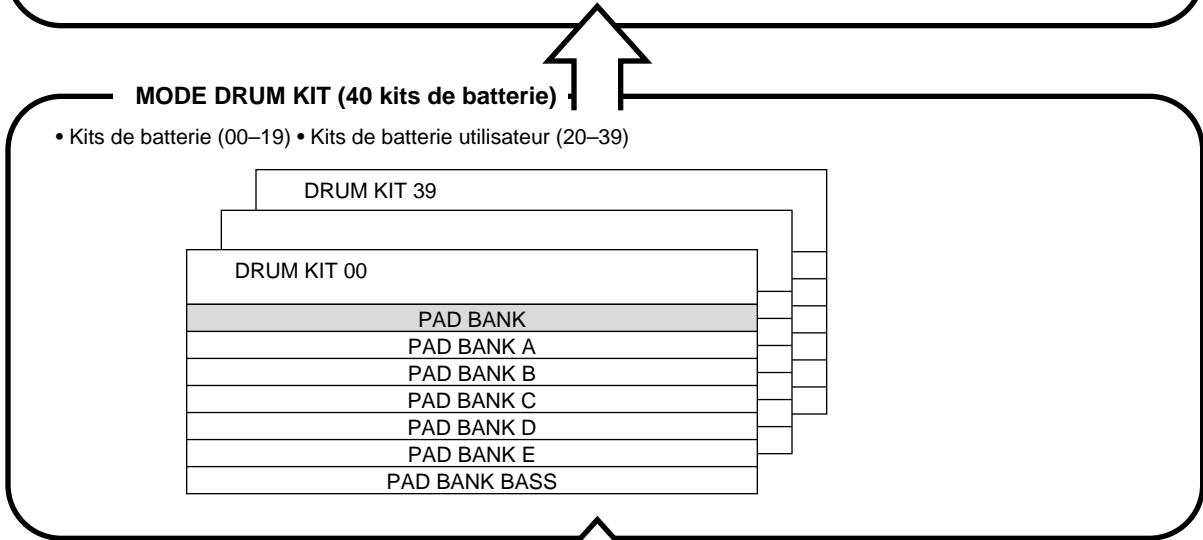 MODE DRUM KIT (40 kits de batterie)
• Kits de batterie (00–19) • Kits de batterie utilisateur (20–39)
DRUM KIT 39
DRUM KIT 00
PAD BANK
PAD BANK A
PAD BANK B
PAD BANK C
PAD BANK D
PAD BANK E
PAD BANK BASS